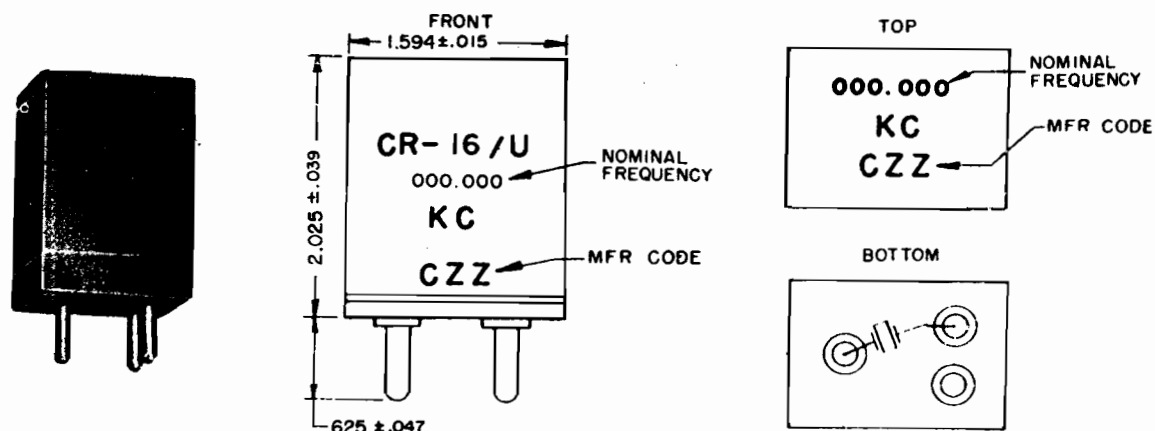 FRONT
1.594±.015
2.025 ±.039
CR-16/U
000.000
KC
CZZ
NOMINAL
FREQUENCY
MFR CODE
625 ±.047
TOP
000.000
KC
CZZ
NOMINAL
FREQUENCY
MFR CODE
BOTTOM